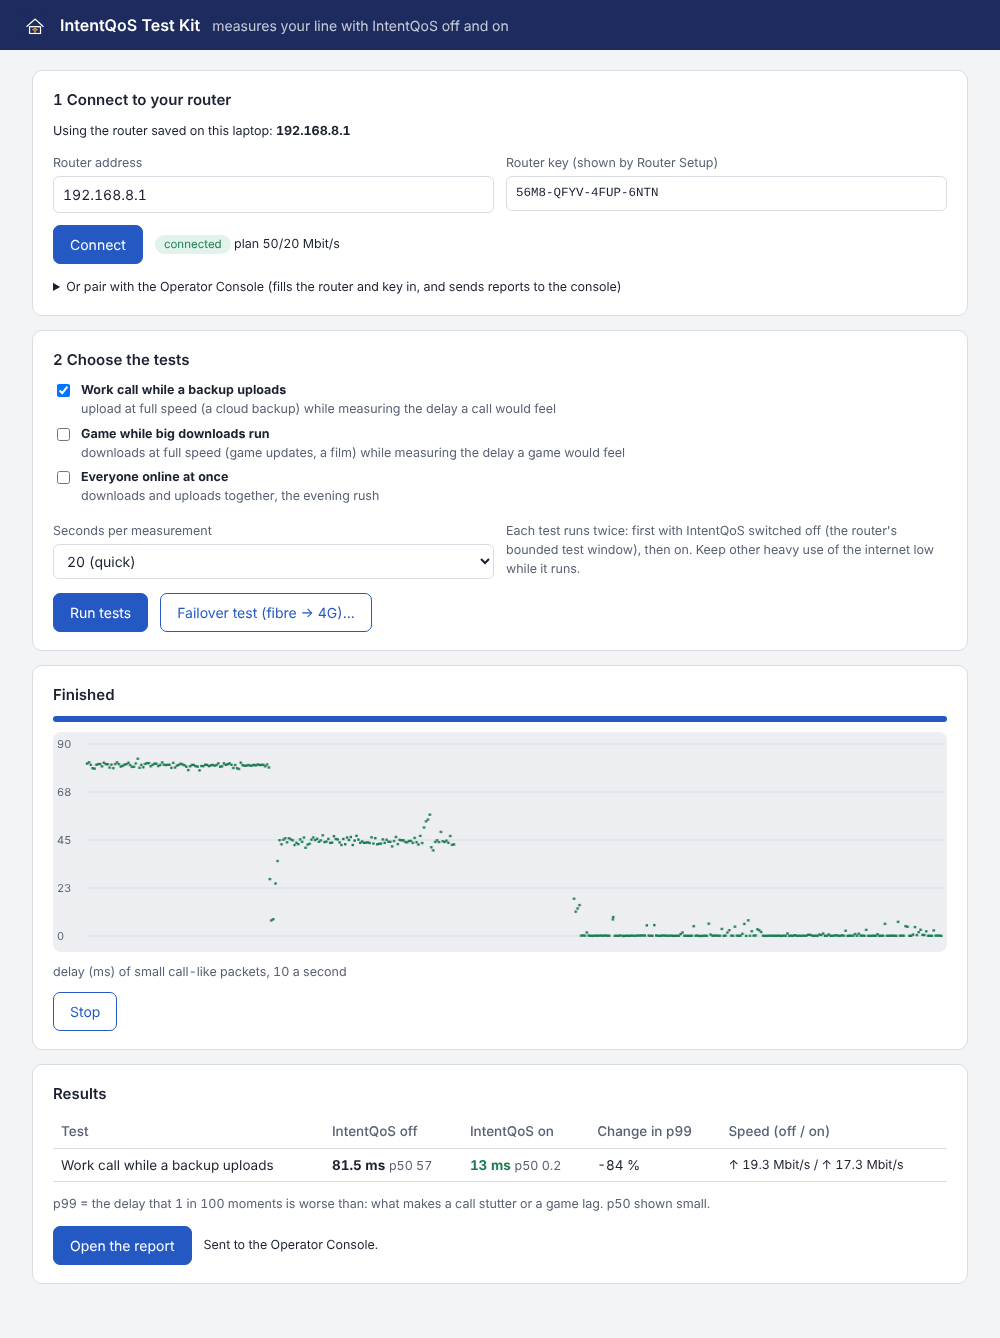 IntentQoS Test Kit measures your line with IntentQoS off and on
1 Connect to your router
Using the router saved on this laptop: 192.168.8.1
Router address
Router key (shown by Router Setup)
192.168.8.1
56M8-QFYV-4FUP-6NTN
Connect
connected plan 50/20 Mbit/s
▶ Or pair with the Operator Console (fills the router and key in, and sends reports to the console)
2 Choose the tests
Work call while a backup uploads
upload at full speed (a cloud backup) while measuring the delay a call would feel
Game while big downloads run
downloads at full speed (game updates, a film) while measuring the delay a game would feel
Everyone online at once
downloads and uploads together, the evening rush
Seconds per measurement
20 (quick)
Each test runs twice: first with IntentQoS switched off (the router's
bounded test window), then on. Keep other heavy use of the internet low
while it runs.
Run tests
Failover test (fibre → 4G)...
Finished
90
68
45
23
0
delay (ms) of small call-like packets, 10 a second
Stop
Results
Test IntentQoS off IntentQoS on Change in p99 Speed (off / on)
Work call while a backup uploads 81.5 ms p50 57 13 ms p50 0.2 -84 % ↑ 19.3 Mbit/s / ↑ 17.3 Mbit/s
p99 = the delay that 1 in 100 moments is worse than: what makes a call stutter or a game lag. p50 shown small.
Open the report
Sent to the Operator Console.